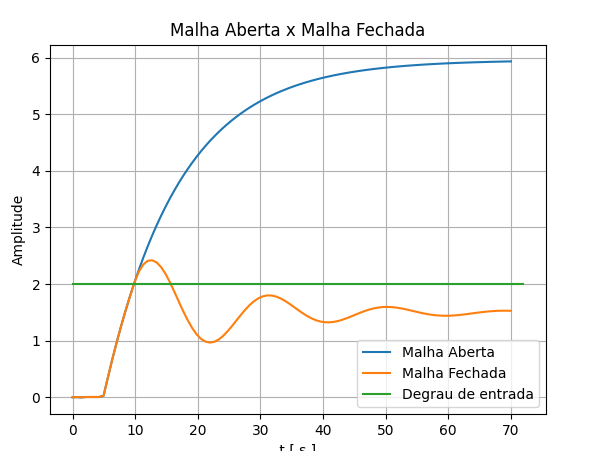 Malha Aberta x Malha Fechada
Amplitude
6
5
4
3
2
1
0
Malha Aberta
Malha Fechada
Degrau de entrada
0 10 20 30 40 50 60 70
t [ s ]